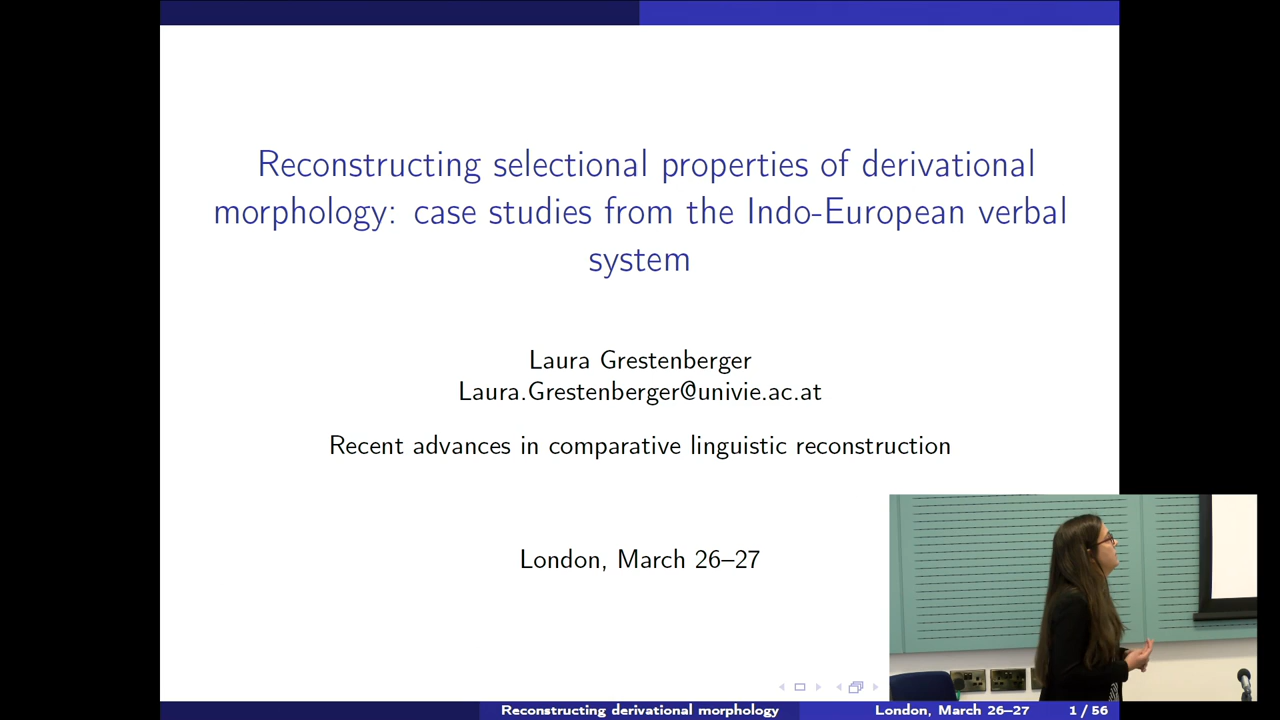 Reconstructing selectional properties of derivational
morphology: case studies from the Indo-European verbal
system
Laura Grestenberger
Laura.Grestenberger@univie.ac.at
Recent advances in comparative linguistic reconstruction
London, March 26–27
Reconstructing derivational morphology
London, March 26–27
1 / 56